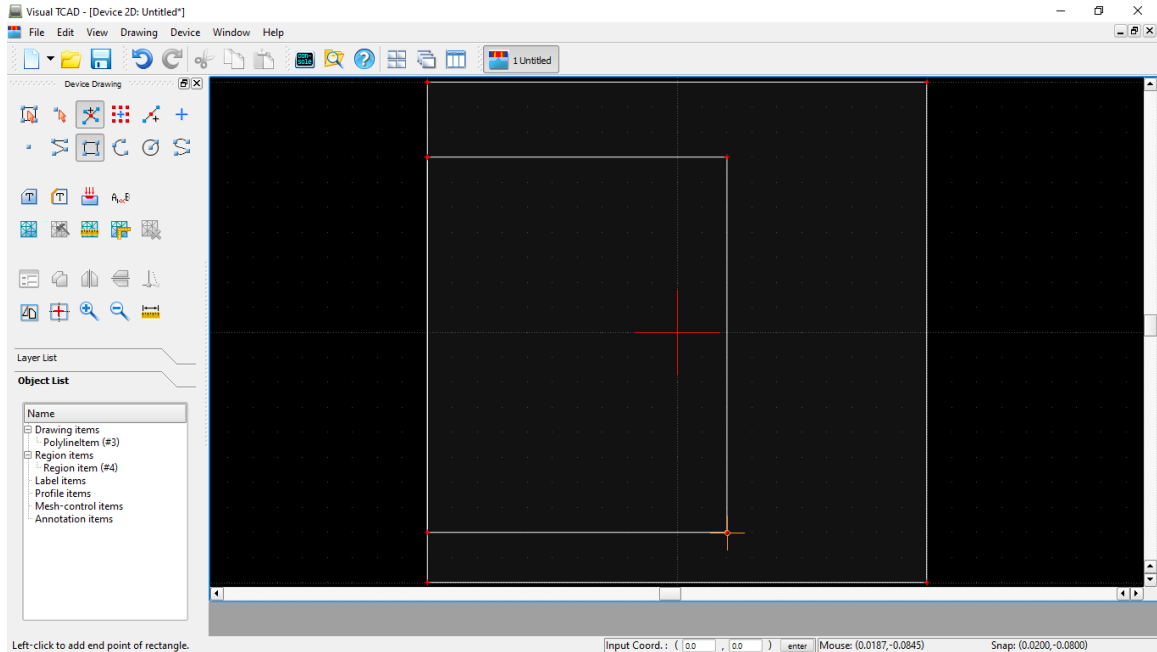 Visual TCAD - [Device 2D: Untitled*]
File Edit View Drawing Device Window Help
1 Untitled
Device Drawing
Layer List
Object List
Name
Drawing items
PolylineItem (#3)
Region items
Region item (#4)
Label items
Profile items
Mesh-control items
Annotation items
Left-click to add end point of rectangle.
Input Coord. : ( 0.0 , 0.0 ) enter Mouse: (0.0187,-0.0845) Snap: (0.0200,-0.0800)